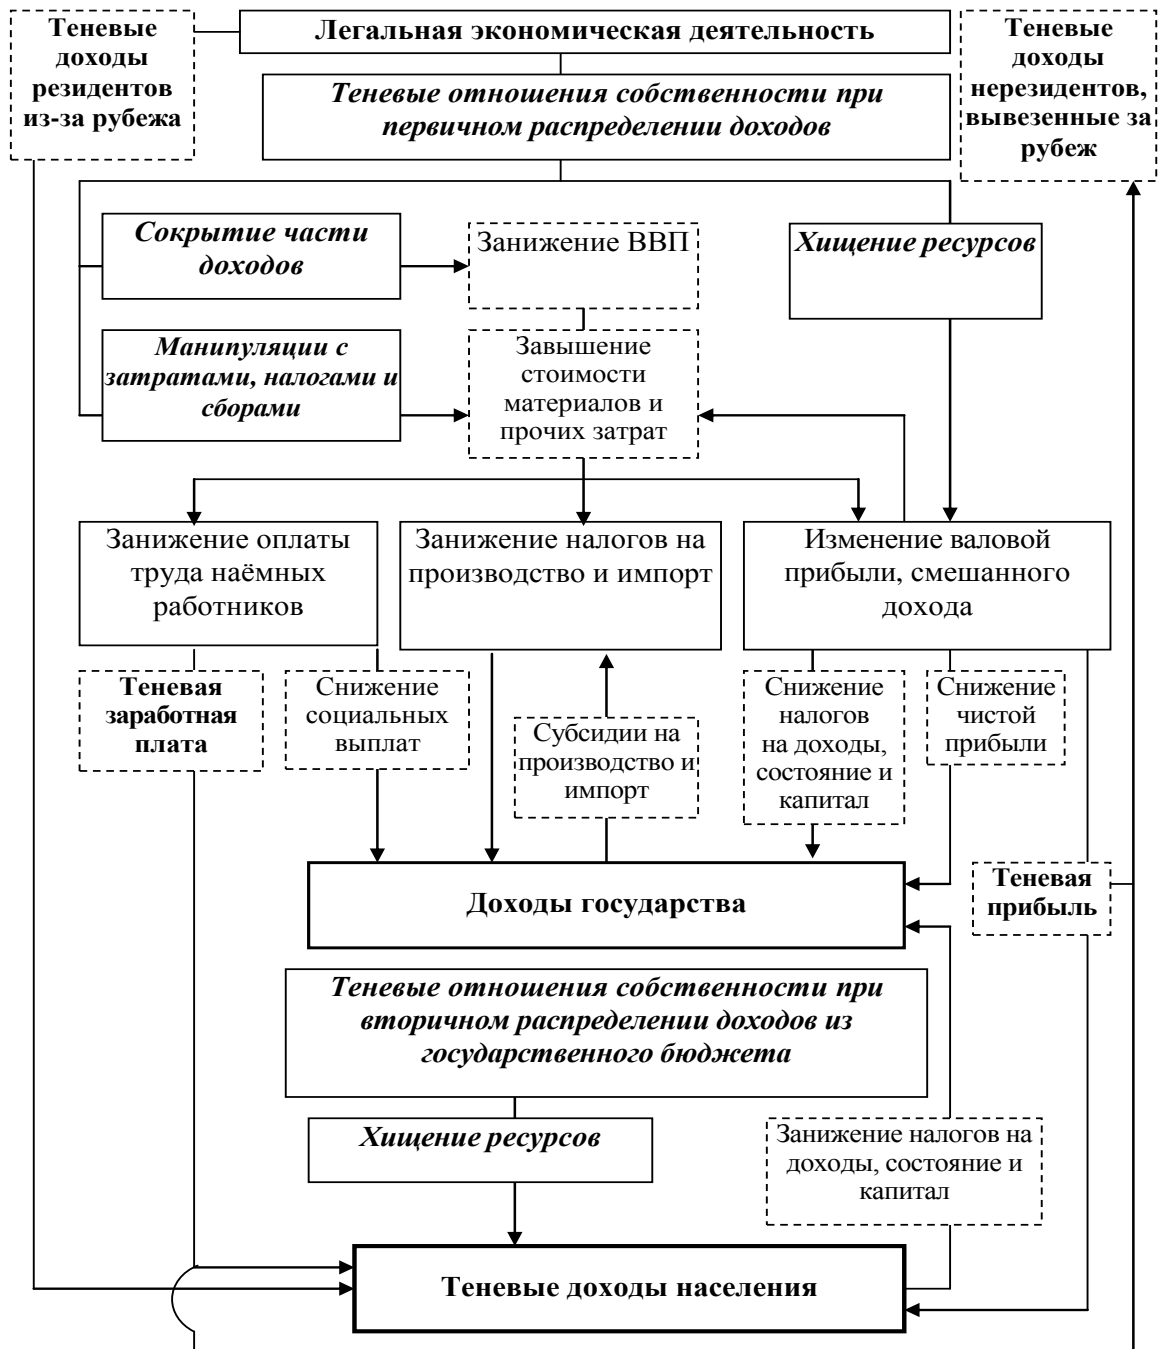 Теневые
доходы
резидентов
из-за рубежа
Легальная экономическая деятельность
Теневые
доходы
нерезидентов,
вывезенные за
рубеж
Теневые отношения собственности при
первичном распределении доходов
Сокрытие части
доходов
Занижение ВВП
Хищение ресурсов
Манипуляции с
затратами, налогами и
сборами
Завышение
стоимости
материалов и
прочих затрат
Занижение оплаты
труда наёмных
работников
Занижение налогов на
производство и импорт
Изменение валовой
прибыли, смешанного
дохода
Теневая
заработная
плата
Снижение
социальных
выплат
Субсидии на
производство и
импорт
Снижение
налогов
на доходы,
состояние и
капитал
Снижение
чистой
прибыли
Доходы государства
Теневая
прибыль
Теневые отношения собственности при
вторичном распределении доходов из
государственного бюджета
Хищение ресурсов
Занижение налогов на
доходы, состояние и
капитал
Теневые доходы населения